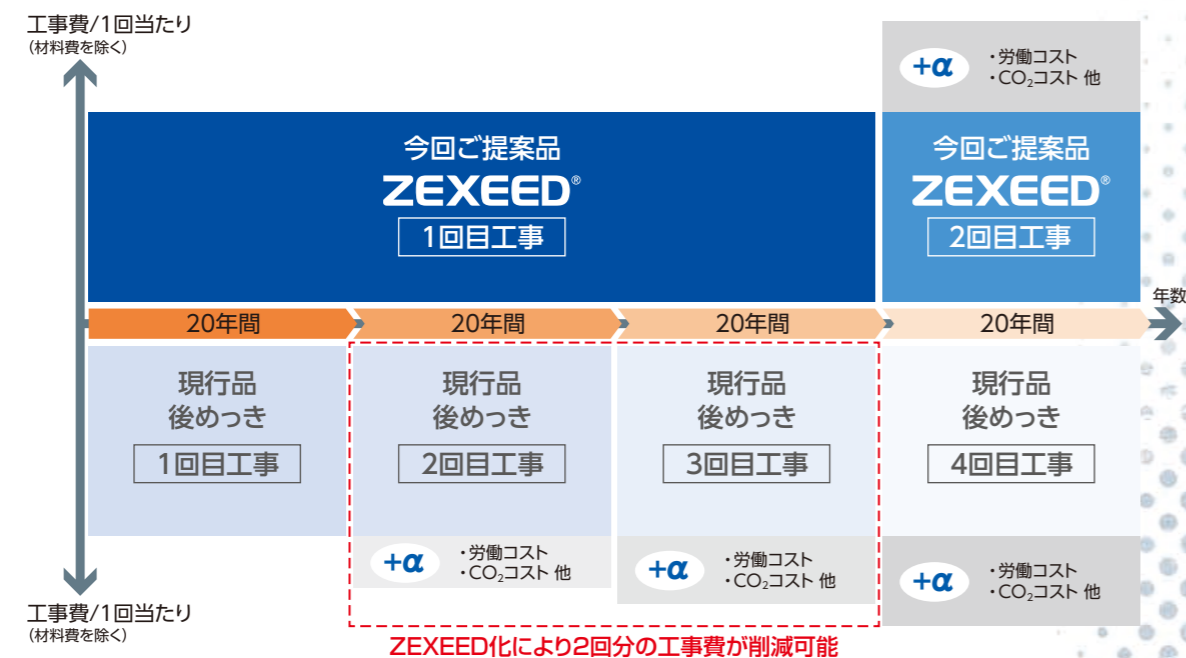 工事費/1回当たり
(材料費を除く)
+α
・労働コスト
・CO₂コスト 他
今回ご提案品
ZEXEED®
1回目工事
今回ご提案品
ZEXEED®
2回目工事
年数
20年間
20年間
20年間
20年間
現行品
後めっき
1回目工事
現行品
後めっき
2回目工事
現行品
後めっき
3回目工事
現行品
後めっき
4回目工事
+α
・労働コスト
・CO₂コスト 他
+α
・労働コスト
・CO₂コスト 他
+α
・労働コスト
・CO₂コスト 他
工事費/1回当たり
(材料費を除く)
ZEXEED化により2回分の工事費が削減可能